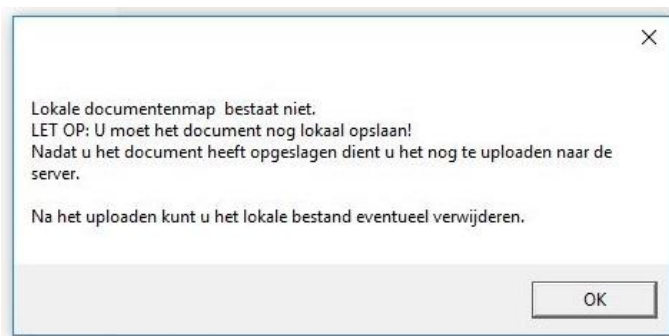 Lokale documentenmap  bestaat niet.
LET OP: U moet het document nog lokaal opslaan!
Nadat u het document heeft opgeslagen dient u het nog te uploaden naar de
server.
Na het uploaden kunt u het lokale bestand eventueel verwijderen.
OK